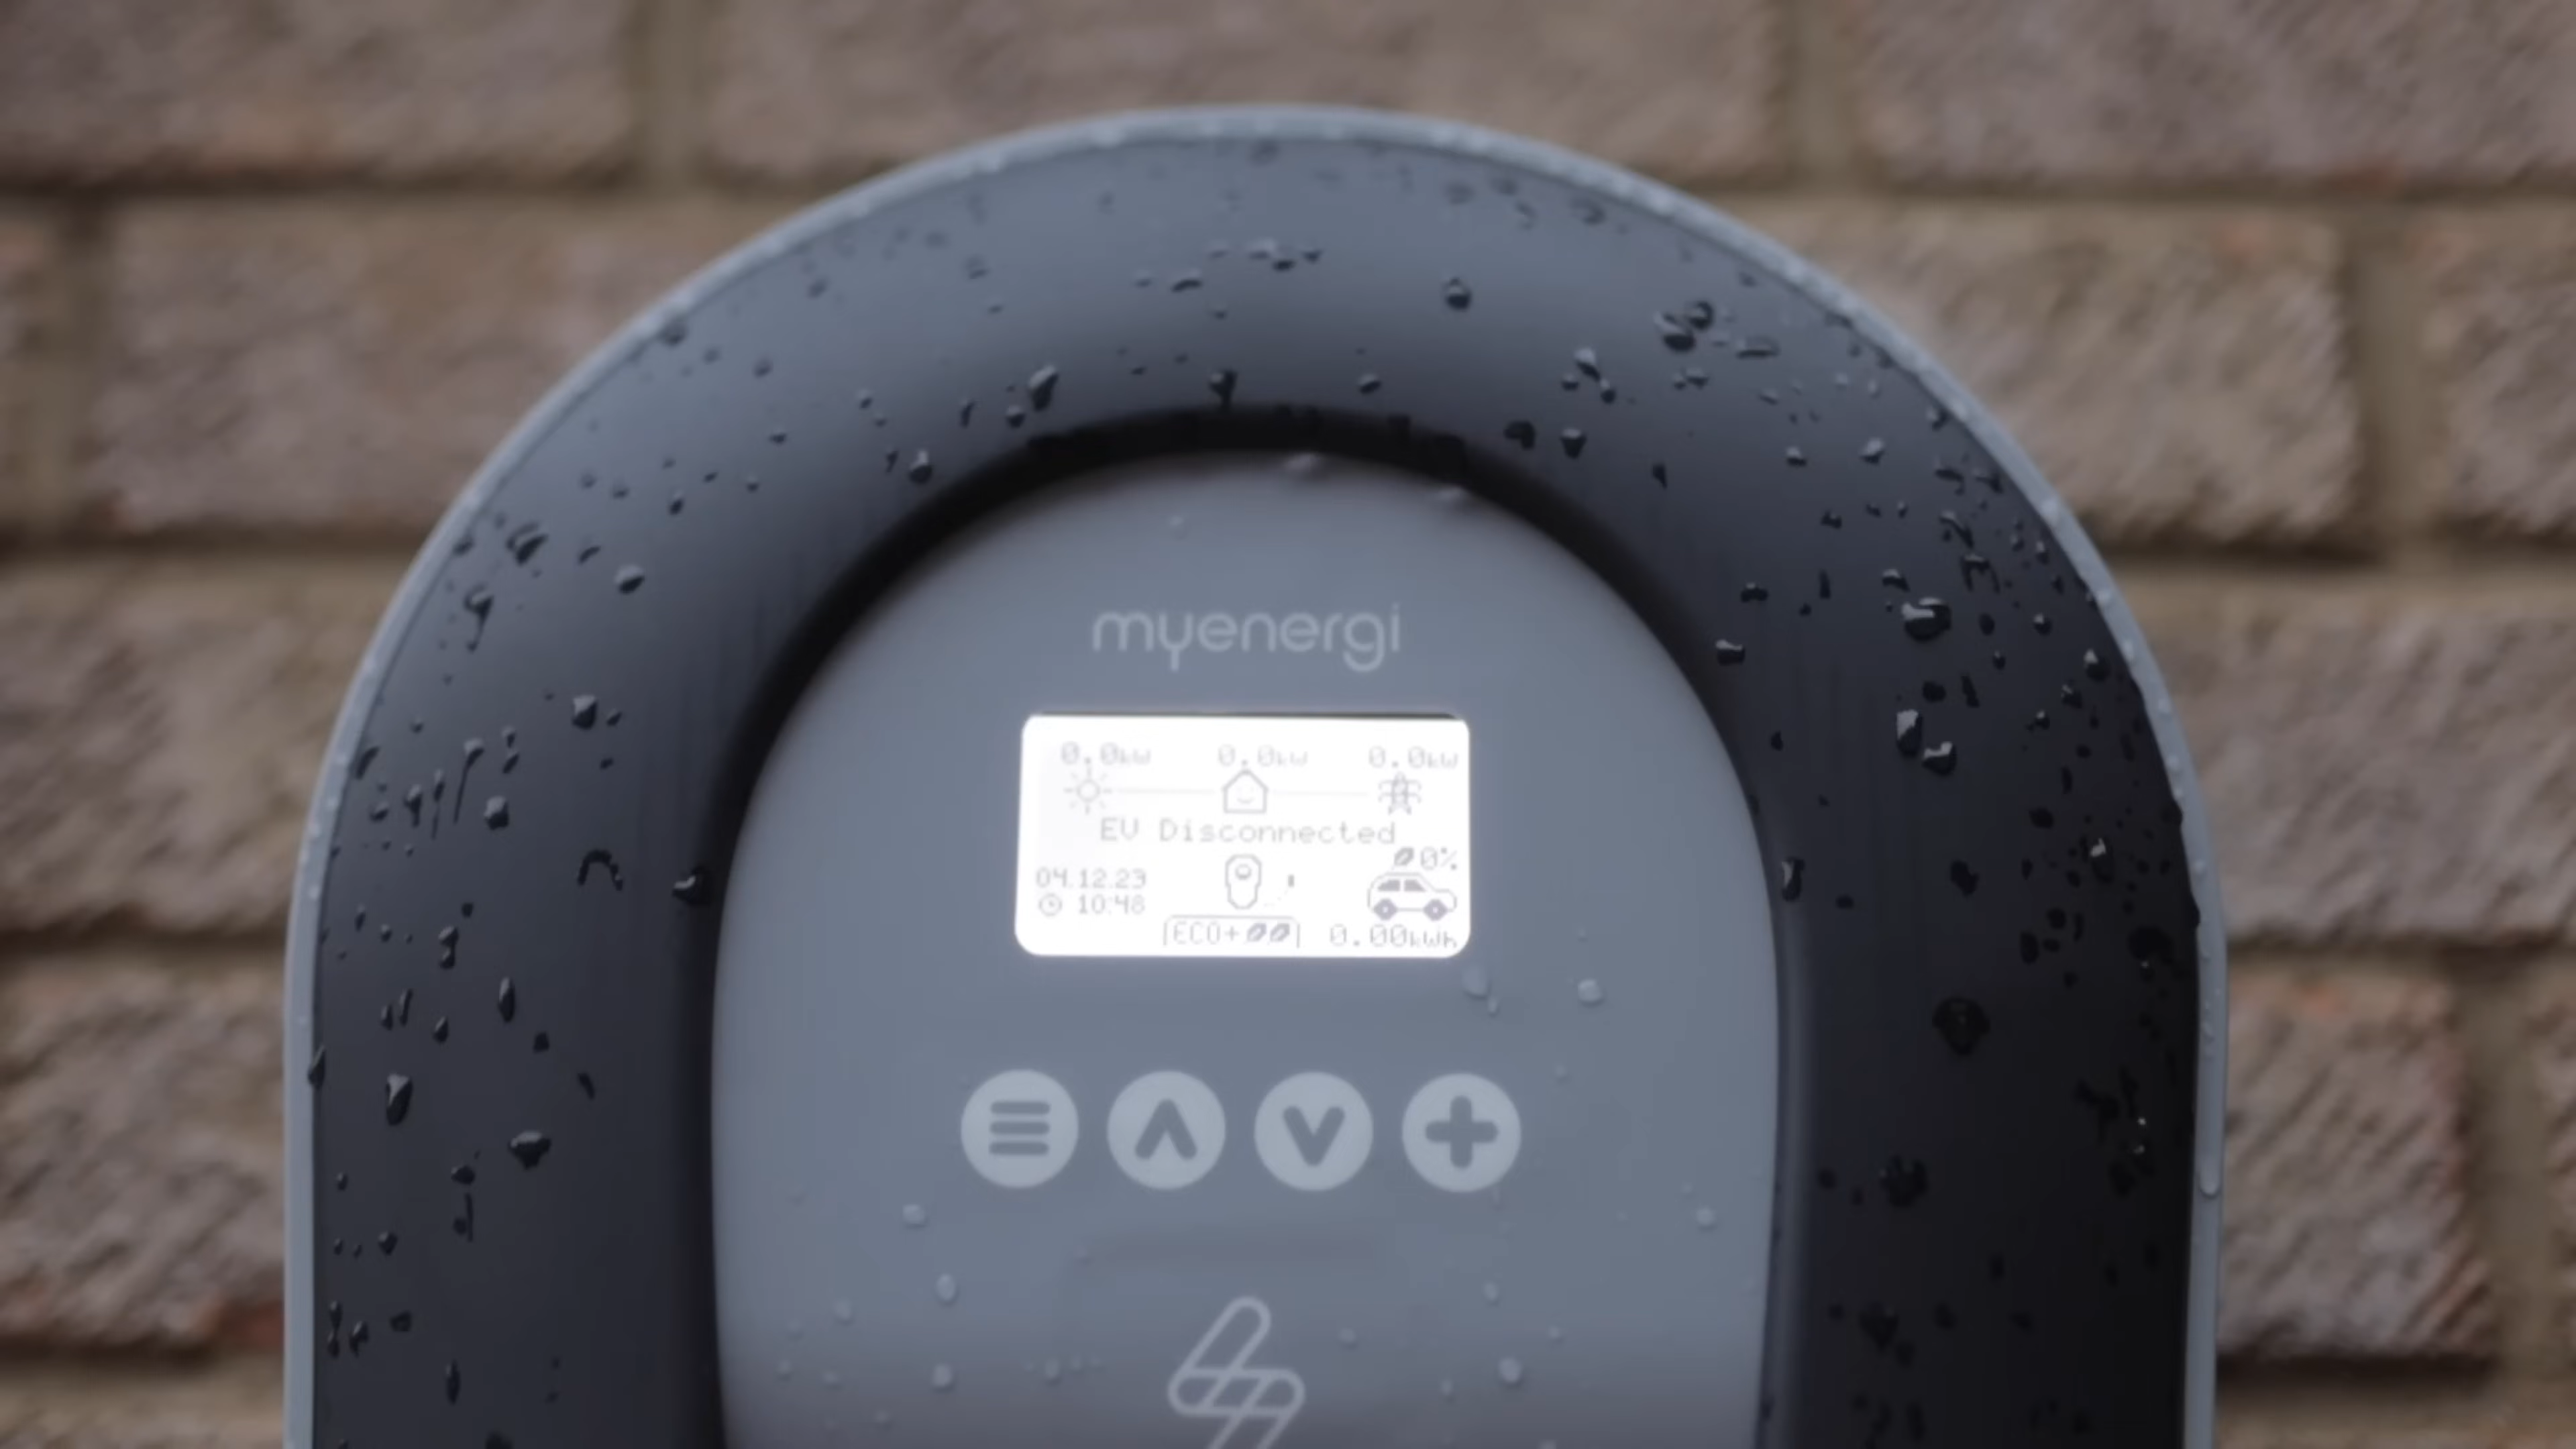 myenergi
0.0kW 0.0kW 0.0kW
EV Disconnected
0%
04.12.23
10:48
ECO+ 0.00kWh